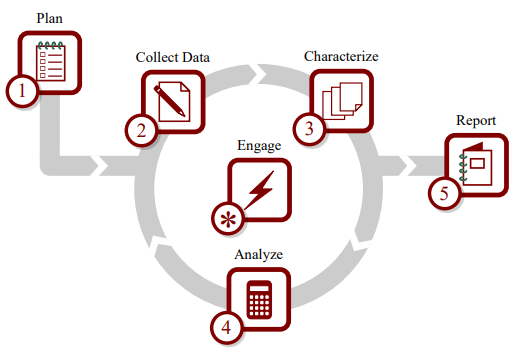 Plan
1
Collect Data
2
Characterize
3
Engage
*
Analyze
4
Report
5